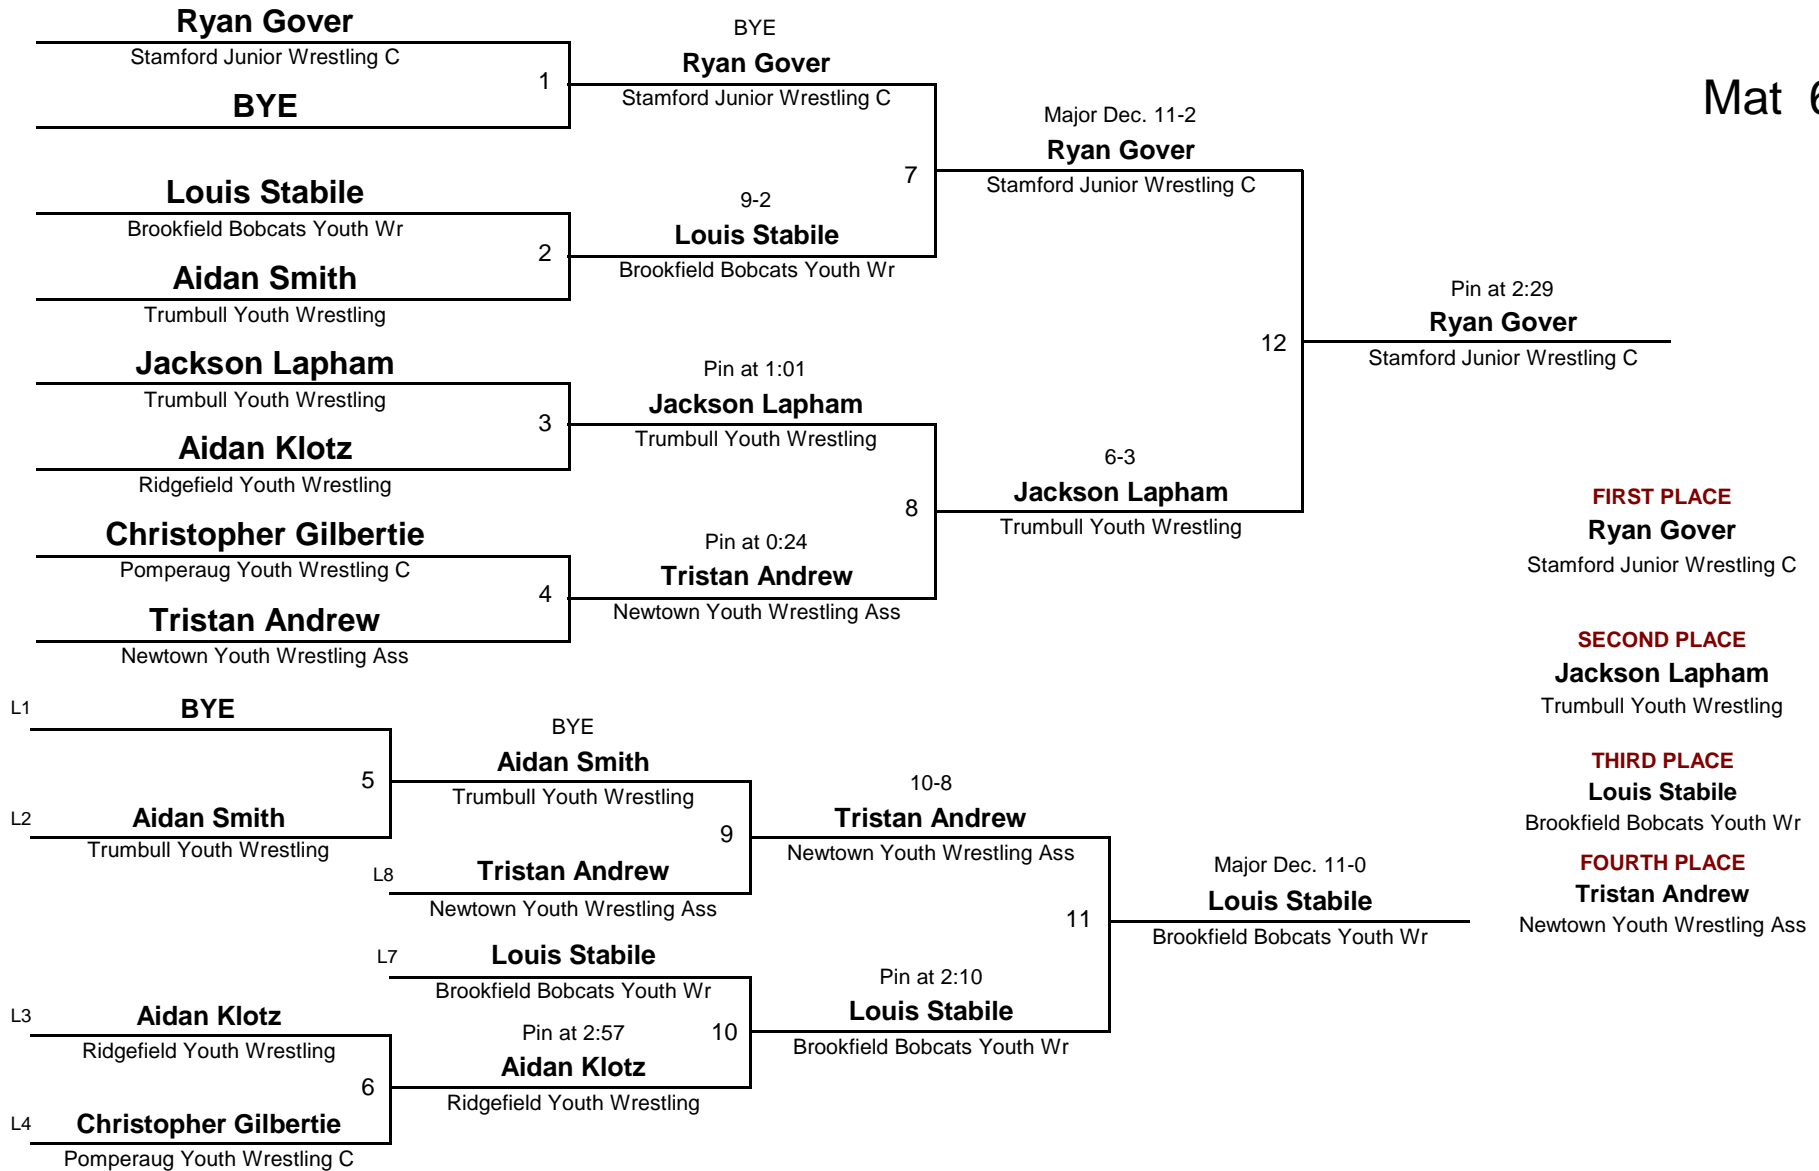 Ryan Gover
Stamford Junior Wrestling C
1
BYE
BYE
Ryan Gover
Stamford Junior Wrestling C
Louis Stabile
Brookfield Bobcats Youth Wr
2
Aidan Smith
Trumbull Youth Wrestling
9-2
Louis Stabile
Brookfield Bobcats Youth Wr
7
Major Dec. 11-2
Ryan Gover
Stamford Junior Wrestling C
Mat 6
Jackson Lapham
Trumbull Youth Wrestling
3
Aidan Klotz
Ridgefield Youth Wrestling
Pin at 1:01
Jackson Lapham
Trumbull Youth Wrestling
Christopher Gilbertie
Pomperaug Youth Wrestling C
4
Tristan Andrew
Newtown Youth Wrestling Ass
Pin at 0:24
Tristan Andrew
Newtown Youth Wrestling Ass
8
6-3
Jackson Lapham
Trumbull Youth Wrestling
12
Pin at 2:29
Ryan Gover
Stamford Junior Wrestling C
FIRST PLACE
Ryan Gover
Stamford Junior Wrestling C
SECOND PLACE
Jackson Lapham
Trumbull Youth Wrestling
THIRD PLACE
Louis Stabile
Brookfield Bobcats Youth Wr
FOURTH PLACE
Tristan Andrew
Newtown Youth Wrestling Ass
L1
BYE
5
L2
Aidan Smith
Trumbull Youth Wrestling
BYE
Aidan Smith
Trumbull Youth Wrestling
9
L8
Tristan Andrew
Newtown Youth Wrestling Ass
10-8
Tristan Andrew
Newtown Youth Wrestling Ass
L7
Louis Stabile
Brookfield Bobcats Youth Wr
10
L3
Aidan Klotz
Ridgefield Youth Wrestling
6
L4
Christopher Gilbertie
Pomperaug Youth Wrestling C
Pin at 2:57
Aidan Klotz
Ridgefield Youth Wrestling
Pin at 2:10
Louis Stabile
Brookfield Bobcats Youth Wr
11
Major Dec. 11-0
Louis Stabile
Brookfield Bobcats Youth Wr